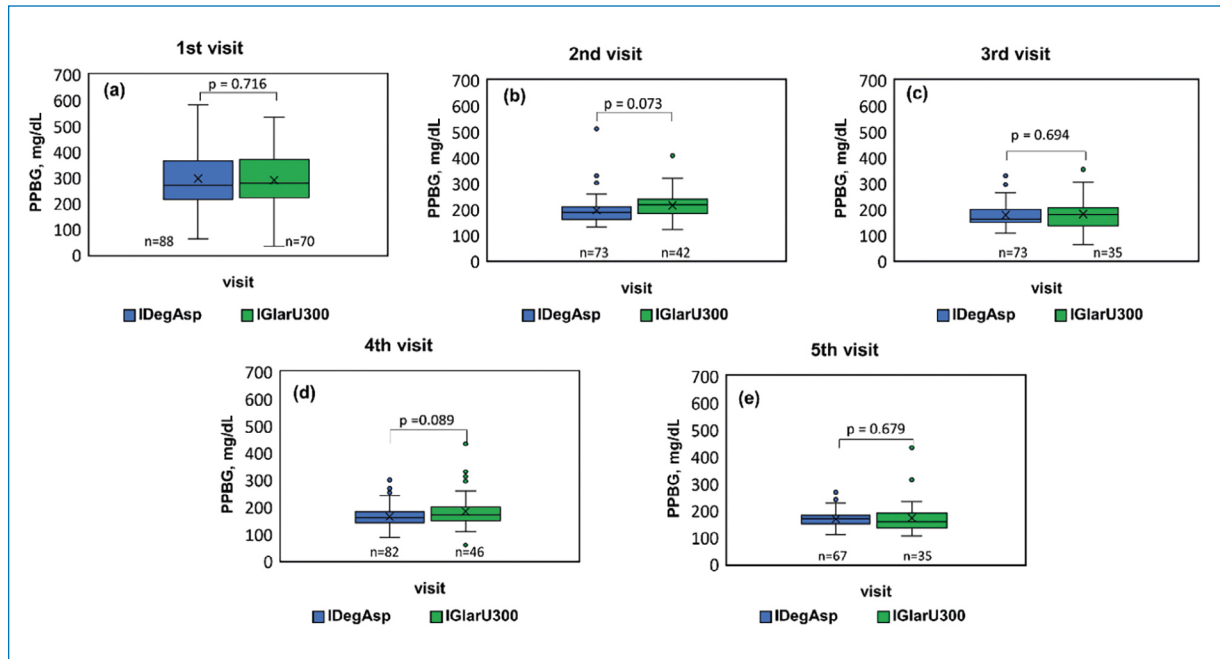 1st visit
700
600
500
400
300
200
100
0
PPBG, mg/dL
(a)
p = 0.716
n=88
n=70
visit
IDegAsp
IGlarU300
2nd visit
700
600
500
400
300
200
100
0
PPBG, mg/dL
(b)
p = 0.073
n=73
n=42
visit
IDegAsp
IGlarU300
3rd visit
700
600
500
400
300
200
100
0
PPBG, mg/dL
(c)
p = 0.694
n=73
n=35
visit
IDegAsp
IGlarU300
4th visit
700
600
500
400
300
200
100
0
PPBG, mg/dL
(d)
p =0.089
n=82
n=46
visit
IDegAsp
IGlarU300
5th visit
700
600
500
400
300
200
100
0
PPBG, mg/dL
(e)
p = 0.679
n=67
n=35
visit
IDegAsp
IGlarU300